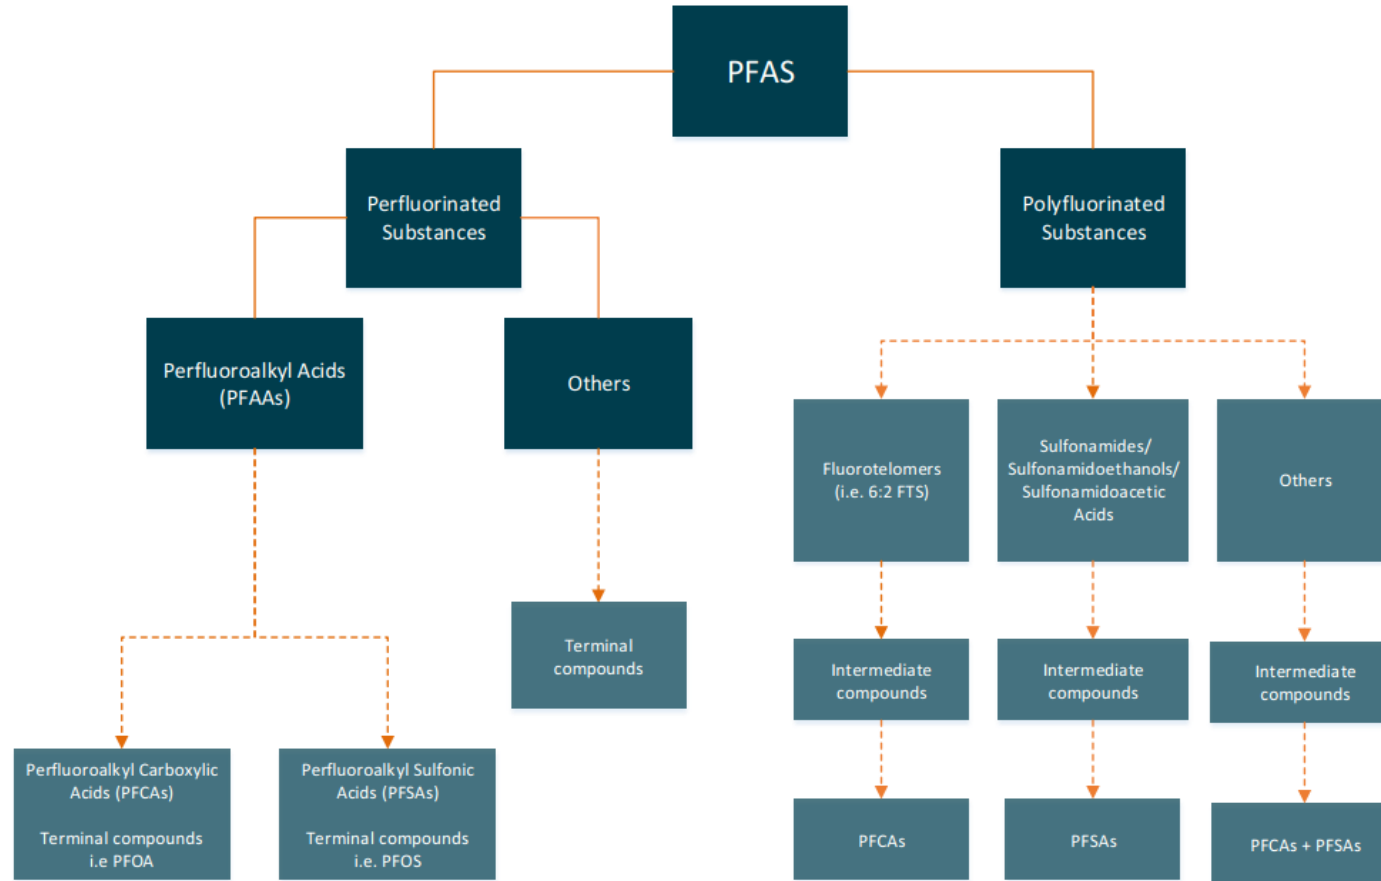 PFAS
Perfluorinated
Substances
Polyfluorinated
Substances
Perfluoroalkyl Acids
(PFAAs)
Others
Fluorotelomers
(i.e. 6:2 FTS)
Sulfonamides/
Sulfonamidoethanols/
Sulfonamidoacetic
Acids
Others
Terminal
compounds
Intermediate
compounds
Intermediate
compounds
Intermediate
compounds
Perfluoroalkyl Carboxylic
Acids (PFCAs)
Terminal compounds
i.e PFOA
Perfluoroalkyl Sulfonic
Acids (PFSAs)
Terminal compounds
i.e. PFOS
PFCAs
PFSAs
PFCAs + PFSAs